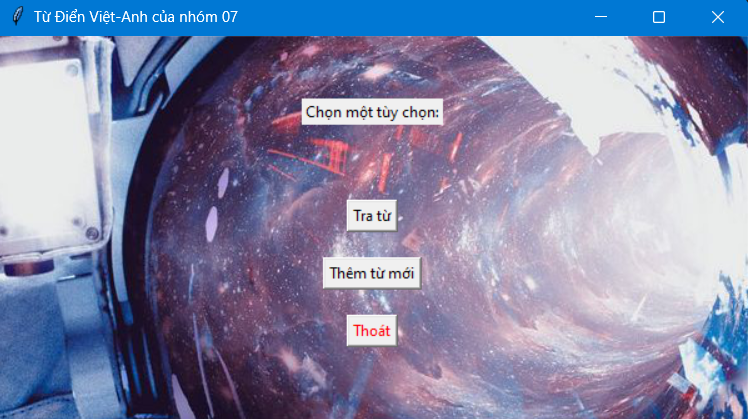 Từ Điển Việt-Anh của nhóm 07
Chọn một tùy chọn:
Tra từ
Thêm từ mới
Thoát